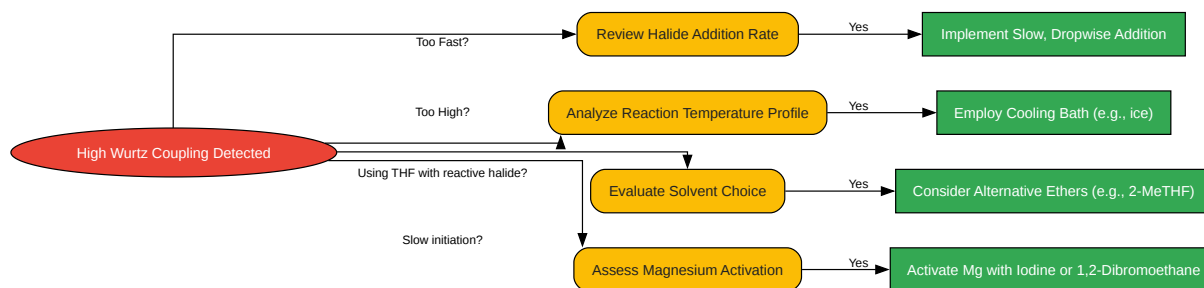 Review Halide Addition Rate
Yes
Implement Slow, Dropwise Addition
Too Fast?
Too High?
Analyze Reaction Temperature Profile
Yes
Employ Cooling Bath (e.g., ice)
High Wurtz Coupling Detected
Using THF with reactive halide?
Evaluate Solvent Choice
Yes
Consider Alternative Ethers (e.g., 2-MeTHF)
Slow initiation?
Assess Magnesium Activation
Yes
Activate Mg with Iodine or 1,2-Dibromoethane